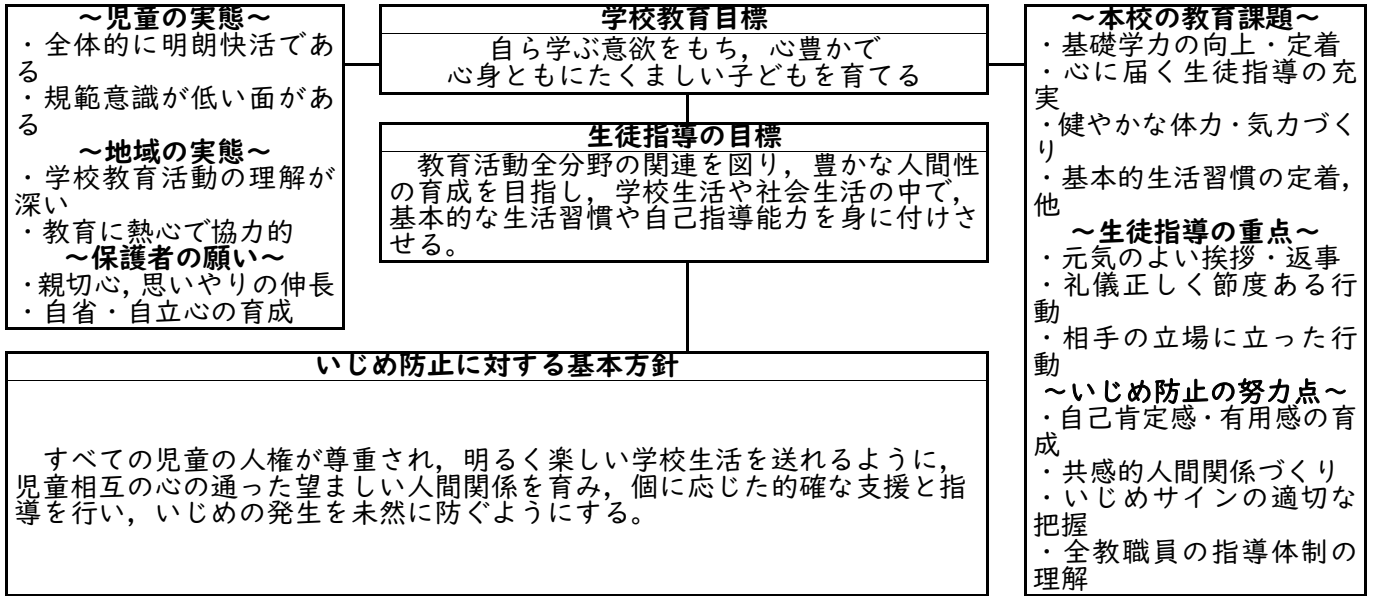 ～児童の実態～
・全体的に明朗快活であ
る
・規範意識が低い面があ
る
～地域の実態～
・学校教育活動の理解が
深い
・教育に熱心で協力的
～保護者の願い～
・親切心，思いやりの伸長
・自省・自立心の育成
学校教育目標
自ら学ぶ意欲をもち，心豊かで
心身ともにたくましい子どもを育てる
生徒指導の目標
教育活動全分野の関連を図り，豊かな人間性
の育成を目指し，学校生活や社会生活の中で，
基本的な生活習慣や自己指導能力を身に付けさ
せる。
いじめ防止に対する基本方針
すべての児童の人権が尊重され，明るく楽しい学校生活を送れるように，
児童相互の心の通った望ましい人間関係を育み，個に応じた的確な支援と指
導を行い，いじめの発生を未然に防ぐようにする。
～本校の教育課題～
・基礎学力の向上・定着
・心に届く生徒指導の充
実
・健やかな体力・気力づく
り
・基本的生活習慣の定着，
他
～生徒指導の重点～
・元気のよい挨拶・返事
・礼儀正しく節度ある行
動
・相手の立場に立った行
動
～いじめ防止の努力点～
・自己肯定感・有用感の育
成
・共感的人間関係づくり
・いじめサインの適切な
把握
・全教職員の指導体制の
理解